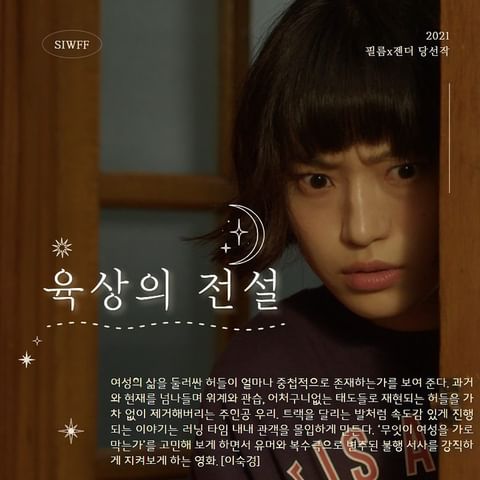 SIWFF
2021
필름x젠더 당선작
육상의 전설
여성의 삶을 둘러싼 허들이 얼마나 중첩적으로 존재하는가를 보여 준다. 과거
와 현재를 넘나들며 위계와 관습, 어처구니없는 태도들로 재현되는 허들을 가
차 없이 제거해버리는 주인공 우리. 트랙을 달리는 발처럼 속도감 있게 진행
되는 이야기는 러닝 타임 내내 관객을 몰입하게 만든다. '무엇이 여성을 가로
막는가'를 고민해 보게 하면서 유머와 복수극으로 변주된 불행 서사를 강직하
게 지켜보게 하는 영화. [이숙경]